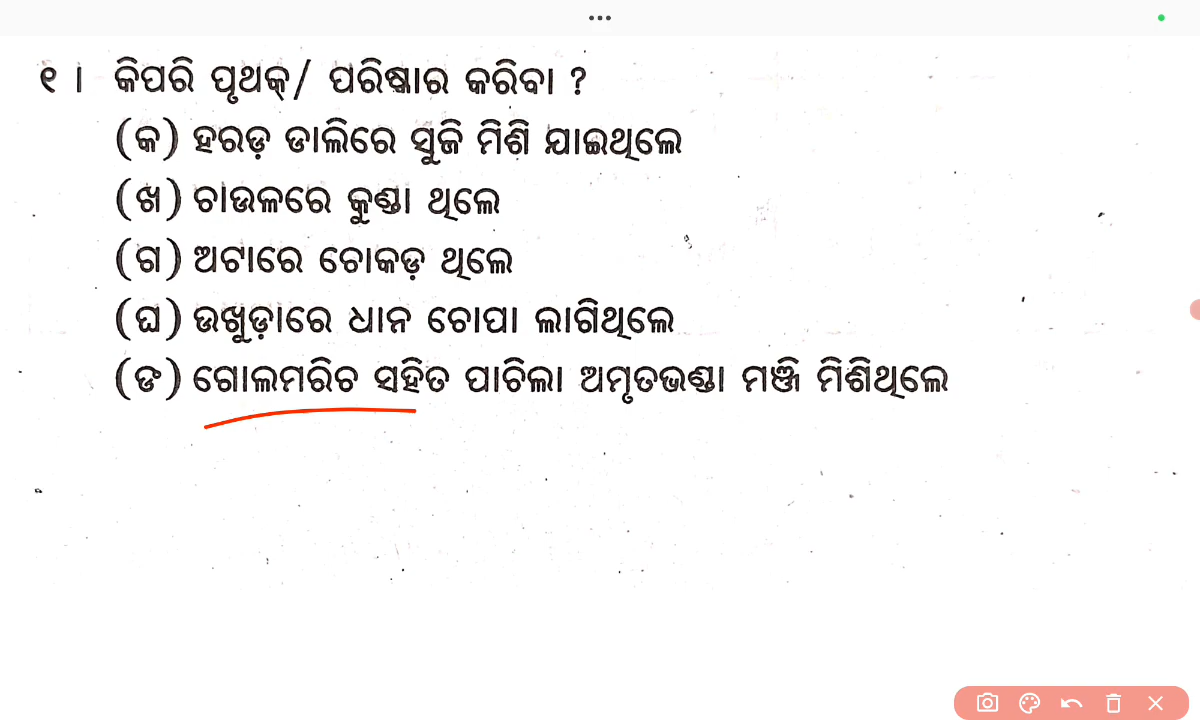 ୧ । କିପରି ପୃଥକ୍/ ପରିଷ୍କାର କରିବା ?
(କ) ହରଡ଼ ଡାଲିରେ ସୁଜି ମିଶି ଯାଇଥିଲେ
(ଖ) ଚାଉଳରେ କୁଣ୍ଡା ଥିଲେ
(ଗ) ଅଟାରେ ଚୋକଡ଼ ଥିଲେ
(ଘ) ଉଖୁଡ଼ାରେ ଧାନ ଚୋପା ଲାଗିଥିଲେ
(ଙ) ଗୋଲମରିଚ ସହିତ ପାଚିଲା ଅମୃତଭଣ୍ଡା ମଞ୍ଜି ମିଶିଥିଲେ